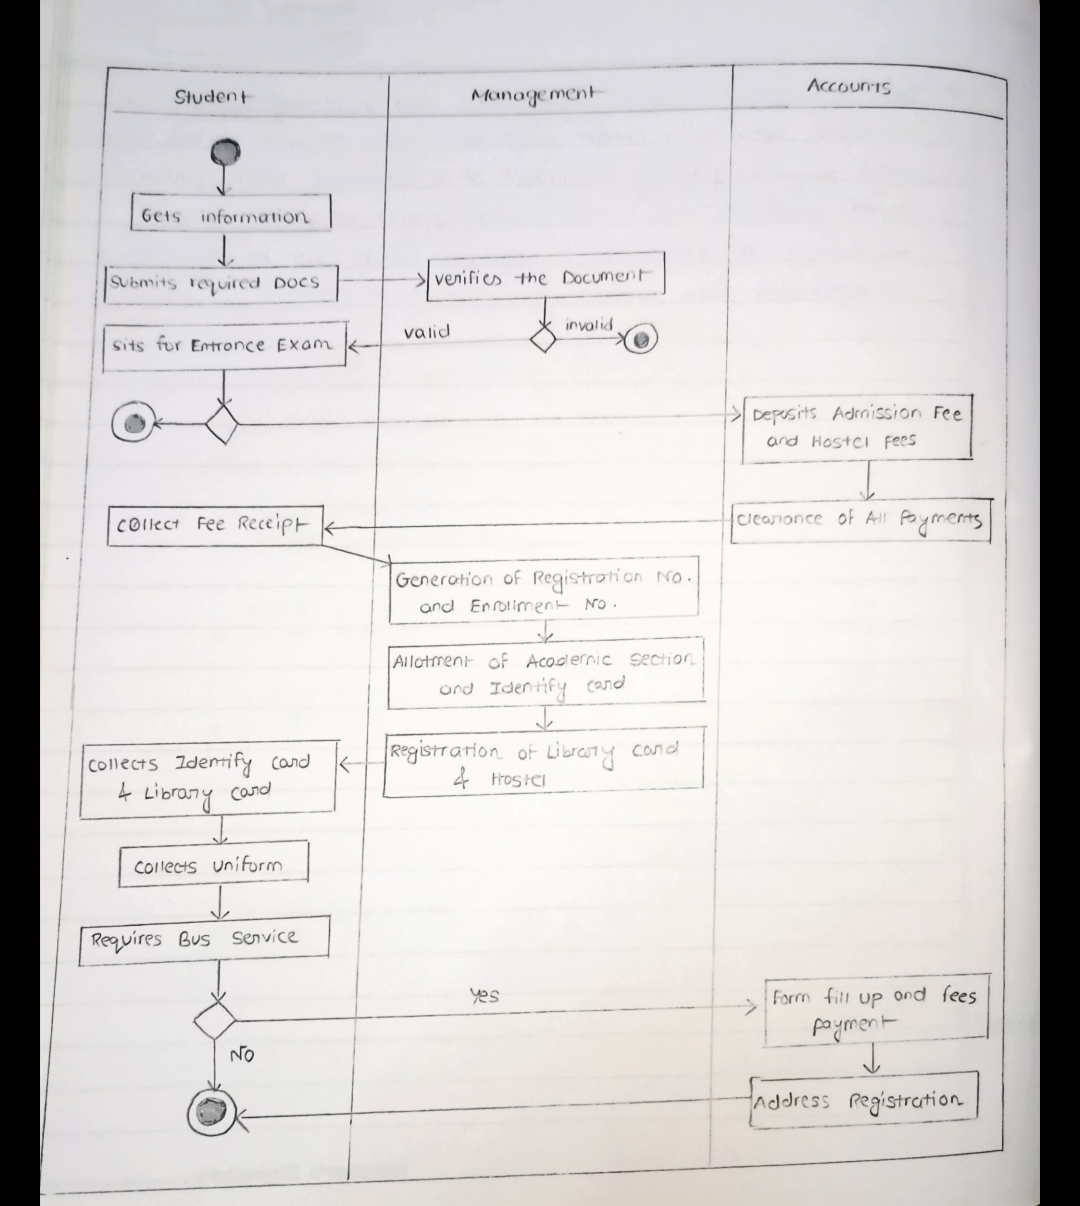 Student
Management
Accounts
Gets information
Submits required DOCS
verifies the Document
valid
invalid
sits for Entrance Exam
Deposits Admission Fee
and Hostel Fees
Collect Fee Receipt
Clearance of All Payments
Generation of Registration No.
and Enrollment No.
Allotment of Academic section
and Identify card
Registration of Library card
& Hostel
Collects Identify card
& Library card
Collects Uniform
Requires Bus Service
Yes
No
Form fill up and fees
payment
Address Registration